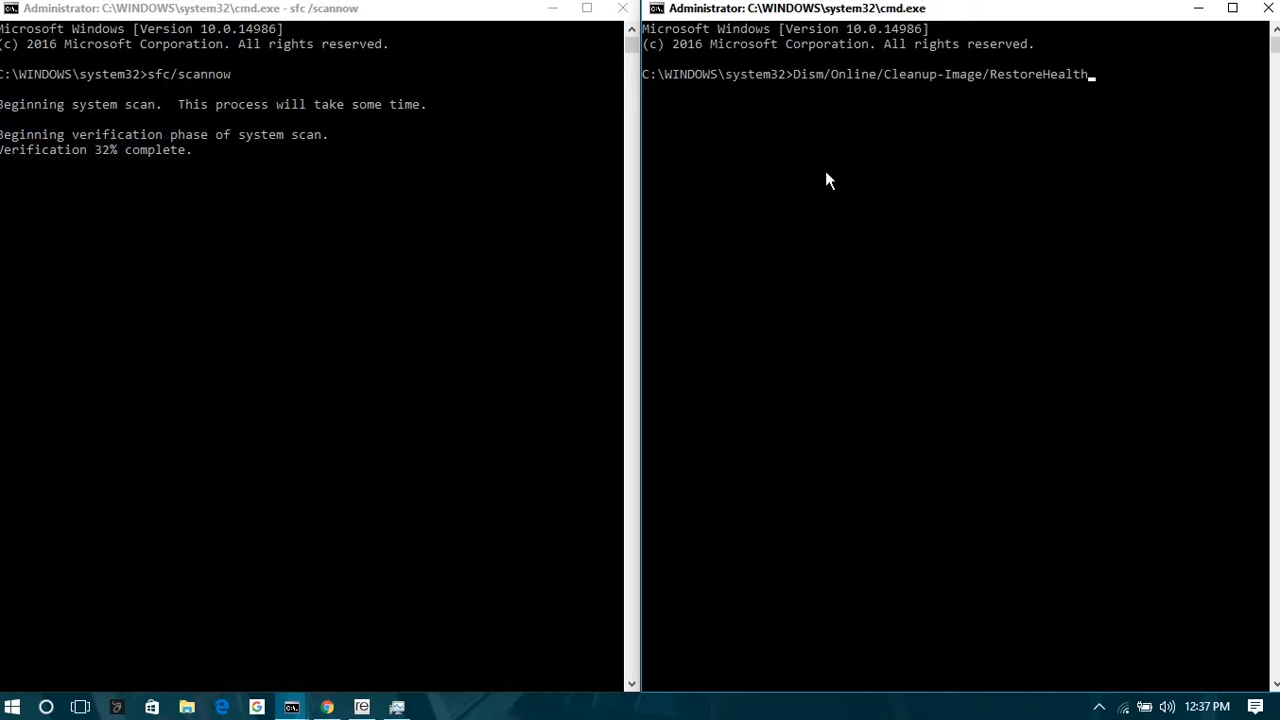 Administrator: C:\WINDOWS\system32\cmd.exe - sfc /scannow
Microsoft Windows [Version 10.0.14986]
(c) 2016 Microsoft Corporation. All rights reserved.
C:\WINDOWS\system32>sfc/scannow
Beginning system scan.  This process will take some time.
Beginning verification phase of system scan.
Verification 32% complete.
Administrator: C:\WINDOWS\system32\cmd.exe
Microsoft Windows [Version 10.0.14986]
(c) 2016 Microsoft Corporation. All rights reserved.
C:\WINDOWS\system32>Dism/Online/Cleanup-Image/RestoreHealth
12:37 PM